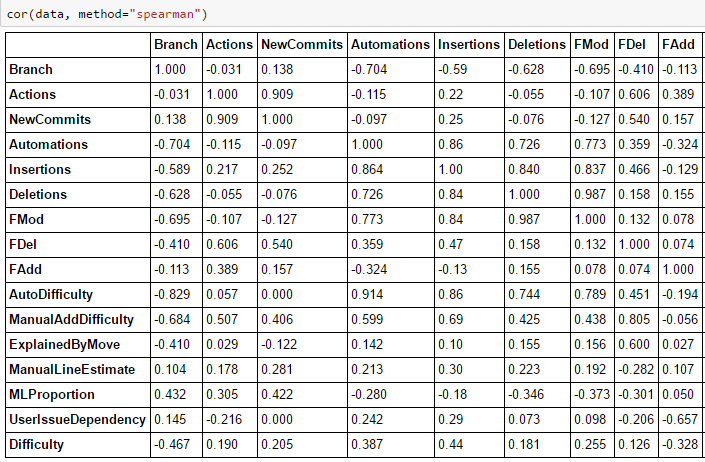 cor(data, method="spearman")
Branch Actions NewCommits Automations Insertions Deletions FMod FDel FAdd
Branch 1.000 -0.031 0.138 -0.704 -0.59 -0.628 -0.695 -0.410 -0.113
Actions -0.031 1.000 0.909 -0.115 0.22 -0.055 -0.107 0.606 0.389
NewCommits 0.138 0.909 1.000 -0.097 0.25 -0.076 -0.127 0.540 0.157
Automations -0.704 -0.115 -0.097 1.000 0.86 0.726 0.773 0.359 -0.324
Insertions -0.589 0.217 0.252 0.864 1.00 0.840 0.837 0.466 -0.129
Deletions -0.628 -0.055 -0.076 0.726 0.84 1.000 0.987 0.158 0.155
FMod -0.695 -0.107 -0.127 0.773 0.84 0.987 1.000 0.132 0.078
FDel -0.410 0.606 0.540 0.359 0.47 0.158 0.132 1.000 0.074
FAdd -0.113 0.389 0.157 -0.324 -0.13 0.155 0.078 0.074 1.000
AutoDifficulty -0.829 0.057 0.000 0.914 0.86 0.744 0.789 0.451 -0.194
ManualAddDifficulty -0.684 0.507 0.406 0.599 0.69 0.425 0.438 0.805 -0.056
ExplainedByMove -0.410 0.029 -0.122 0.142 0.10 0.155 0.156 0.600 0.027
ManualLineEstimate 0.104 0.178 0.281 0.213 0.30 0.223 0.192 -0.282 0.107
MLProportion 0.432 0.305 0.422 -0.280 -0.18 -0.346 -0.373 -0.301 0.050
UserIssueDependency 0.145 -0.216 0.000 0.242 0.29 0.073 0.098 -0.206 -0.657
Difficulty -0.467 0.190 0.205 0.387 0.44 0.181 0.255 0.126 -0.328